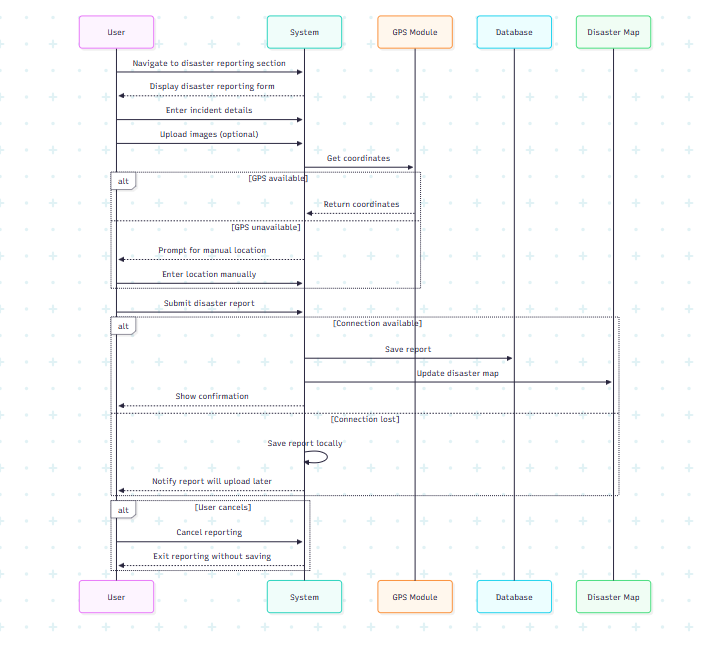 User
System
GPS Module
Database
Disaster Map
Navigate to disaster reporting section
Display disaster reporting form
Enter incident details
Upload images (optional)
Get coordinates
alt
[GPS available]
Return coordinates
[GPS unavailable]
Prompt for manual location
Enter location manually
Submit disaster report
alt
[Connection available]
Save report
Update disaster map
Show confirmation
[Connection lost]
Save report locally
Notify report will upload later
alt
[User cancels]
Cancel reporting
Exit reporting without saving
User
System
GPS Module
Database
Disaster Map